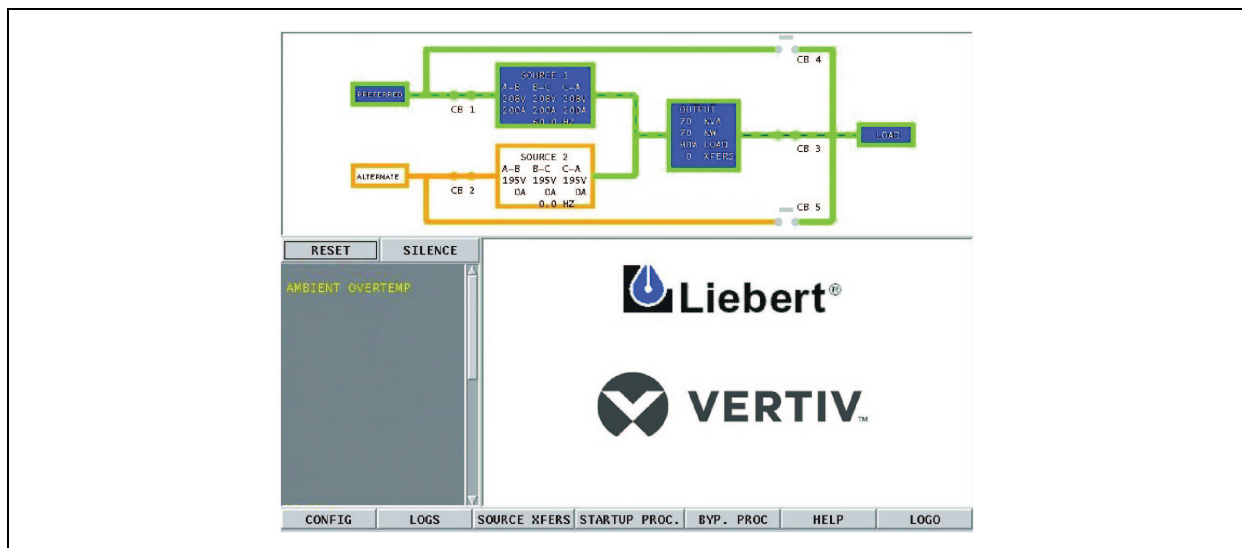 CB 4
PREFERRED
CB 1
SOURCE 1
A-B B-C C-A
208V 208V 208V
200A 200A 200A
60.0 HZ
OUTPUT
70 KVA
70 KW
80% LOAD
0 XFERS
CB 3
LOAD
ALTERNATE
CB 2
SOURCE 2
A-B B-C C-A
195V 195V 195V
0A 0A 0A
0.0 HZ
CB 5
RESET SILENCE
AMBIENT OVERTEMP
Liebert®
VERTIV™
CONFIG LOGS SOURCE XFERS STARTUP PROC. BYP. PROC HELP LOGO